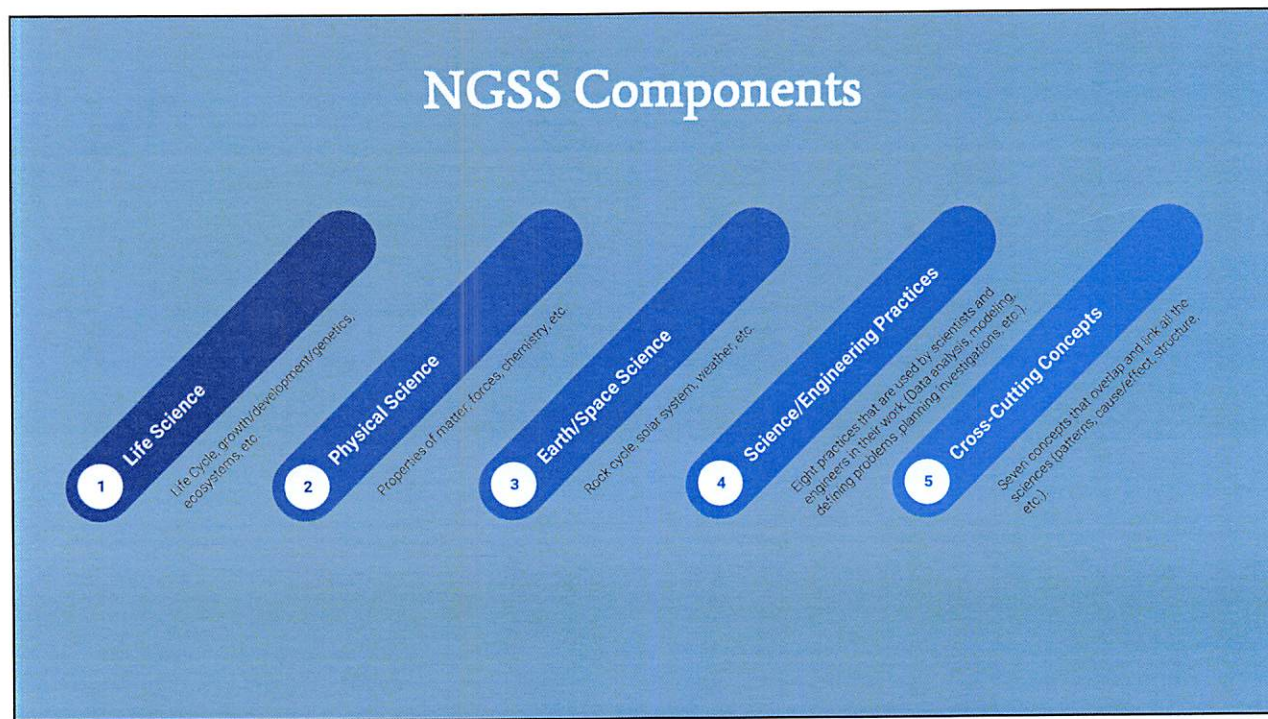 NGSS Components
1
Life Science
Life Cycle, growth/development/genetics,
ecosystems, etc.
2
Physical Science
Properties of matter, forces, chemistry, etc.
3
Earth/Space Science
Rock cycle, solar system, weather, etc.
4
Science/Engineering Practices
Eight practices that are used by scientists and
engineers in their work (Data analysis, modeling,
defining problems, planning investigations, etc.).
5
Cross-Cutting Concepts
Seven concepts that overlap and link all the
sciences (patterns, cause/effect, structure,
etc.).